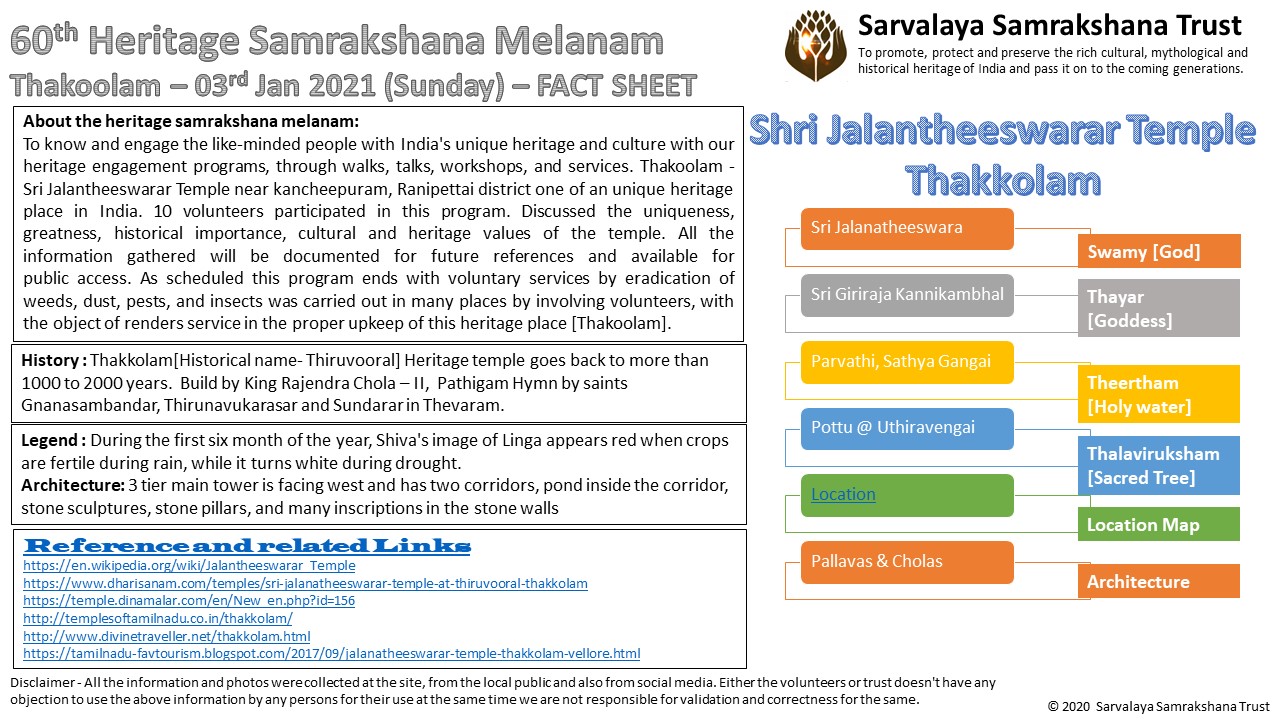 60th Heritage Samrakshana Melanam
Thakoolam – 03rd Jan 2021 (Sunday) – FACT SHEET
Sarvalaya Samrakshana Trust
To promote, protect and preserve the rich cultural, mythological and
historical heritage of India and pass it on to the coming generations.
About the heritage samrakshana melanam:
To know and engage the like-minded people with India's unique heritage and culture with our
heritage engagement programs, through walks, talks, workshops, and services. Thakoolam -
Sri Jalantheeswarar Temple near kancheepuram, Ranipettai district one of an unique heritage
place in India. 10 volunteers participated in this program. Discussed the uniqueness,
greatness, historical importance, cultural and heritage values of the temple. All the
information gathered will be documented for future references and available for
public access. As scheduled this program ends with voluntary services by eradication of
weeds, dust, pests, and insects was carried out in many places by involving volunteers, with
the object of renders service in the proper upkeep of this heritage place [Thakoolam].
History : Thakkolam[Historical name- Thiruvooral] Heritage temple goes back to more than
1000 to 2000 years. Build by King Rajendra Chola – II, Pathigam Hymn by saints
Gnanasambandar, Thirunavukarasar and Sundarar in Thevaram.
Legend : During the first six month of the year, Shiva's image of Linga appears red when crops
are fertile during rain, while it turns white during drought.
Architecture: 3 tier main tower is facing west and has two corridors, pond inside the corridor,
stone sculptures, stone pillars, and many inscriptions in the stone walls
Reference and related Links
https://en.wikipedia.org/wiki/Jalantheeswarar_Temple
https://www.dharisanam.com/temples/sri-jalanatheeswarar-temple-at-thiruvooral-thakkolam
https://temple.dinamalar.com/en/New_en.php?id=156
http://templesoftamilnadu.co.in/thakkolam/
http://www.divinetraveller.net/thakkolam.html
https://tamilnadu-favtourism.blogspot.com/2017/09/jalanatheeswarar-temple-thakkolam-vellore.html
Shri Jalantheeswarar Temple
Thakkolam
Sri Jalanatheeswara
Swamy [God]
Sri Giriraja Kannikambhal
Thayar
[Goddess]
Parvathi, Sathya Gangai
Theertham
[Holy water]
Pottu @ Uthiravengai
Thalaviruksham
[Sacred Tree]
Location
Location Map
Pallavas & Cholas
Architecture
Disclaimer - All the information and photos were collected at the site, from the local public and also from social media. Either the volunteers or trust doesn't have any
objection to use the above information by any persons for their use at the same time we are not responsible for validation and correctness for the same.
© 2020 Sarvalaya Samrakshana Trust